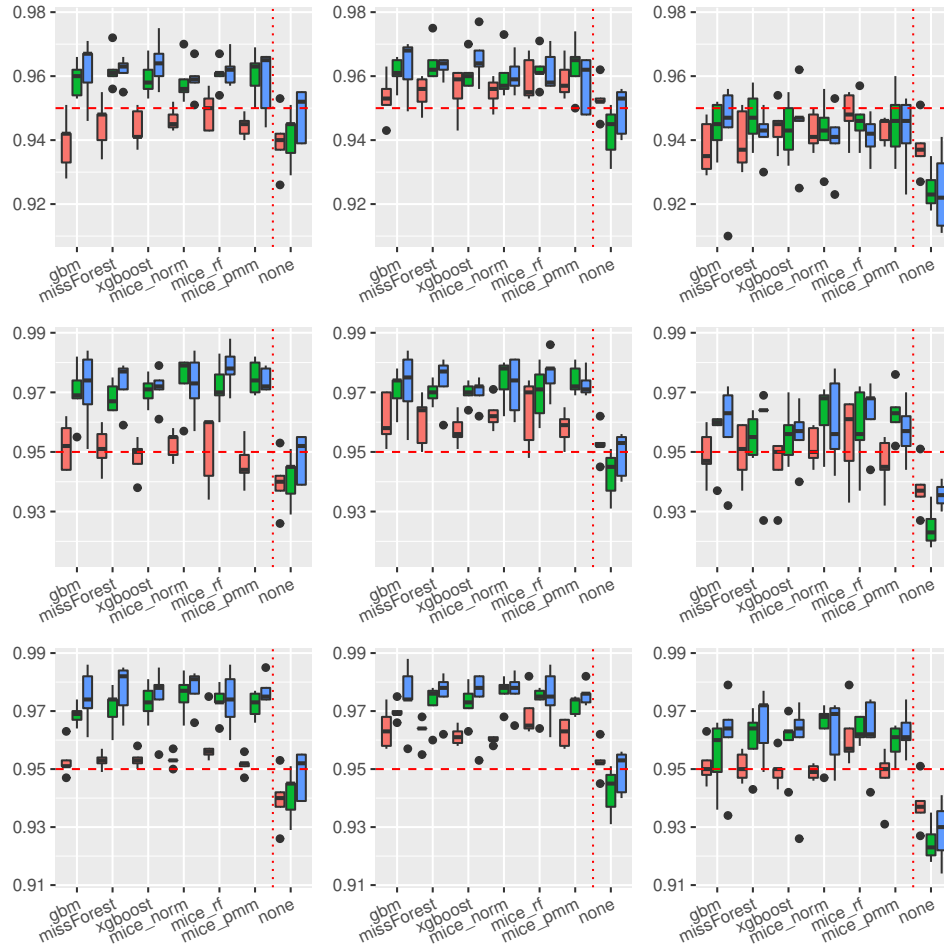 0.98
0.96
0.94
0.92
gbm
missForest
xgboost
mice_norm
mice_rf
mice_pmm
none
0.98
0.96
0.94
0.92
gbm
missForest
xgboost
mice_norm
mice_rf
mice_pmm
none
0.98
0.96
0.94
0.92
gbm
missForest
xgboost
mice_norm
mice_rf
mice_pmm
none
0.99
0.97
0.95
0.93
gbm
missForest
xgboost
mice_norm
mice_rf
mice_pmm
none
0.99
0.97
0.95
0.93
gbm
missForest
xgboost
mice_norm
mice_rf
mice_pmm
none
0.99
0.97
0.95
0.93
gbm
missForest
xgboost
mice_norm
mice_rf
mice_pmm
none
0.99
0.97
0.95
0.93
0.91
gbm
missForest
xgboost
mice_norm
mice_rf
mice_pmm
none
0.99
0.97
0.95
0.93
0.91
gbm
missForest
xgboost
mice_norm
mice_rf
mice_pmm
none
0.99
0.97
0.95
0.93
0.91
gbm
missForest
xgboost
mice_norm
mice_rf
mice_pmm
none